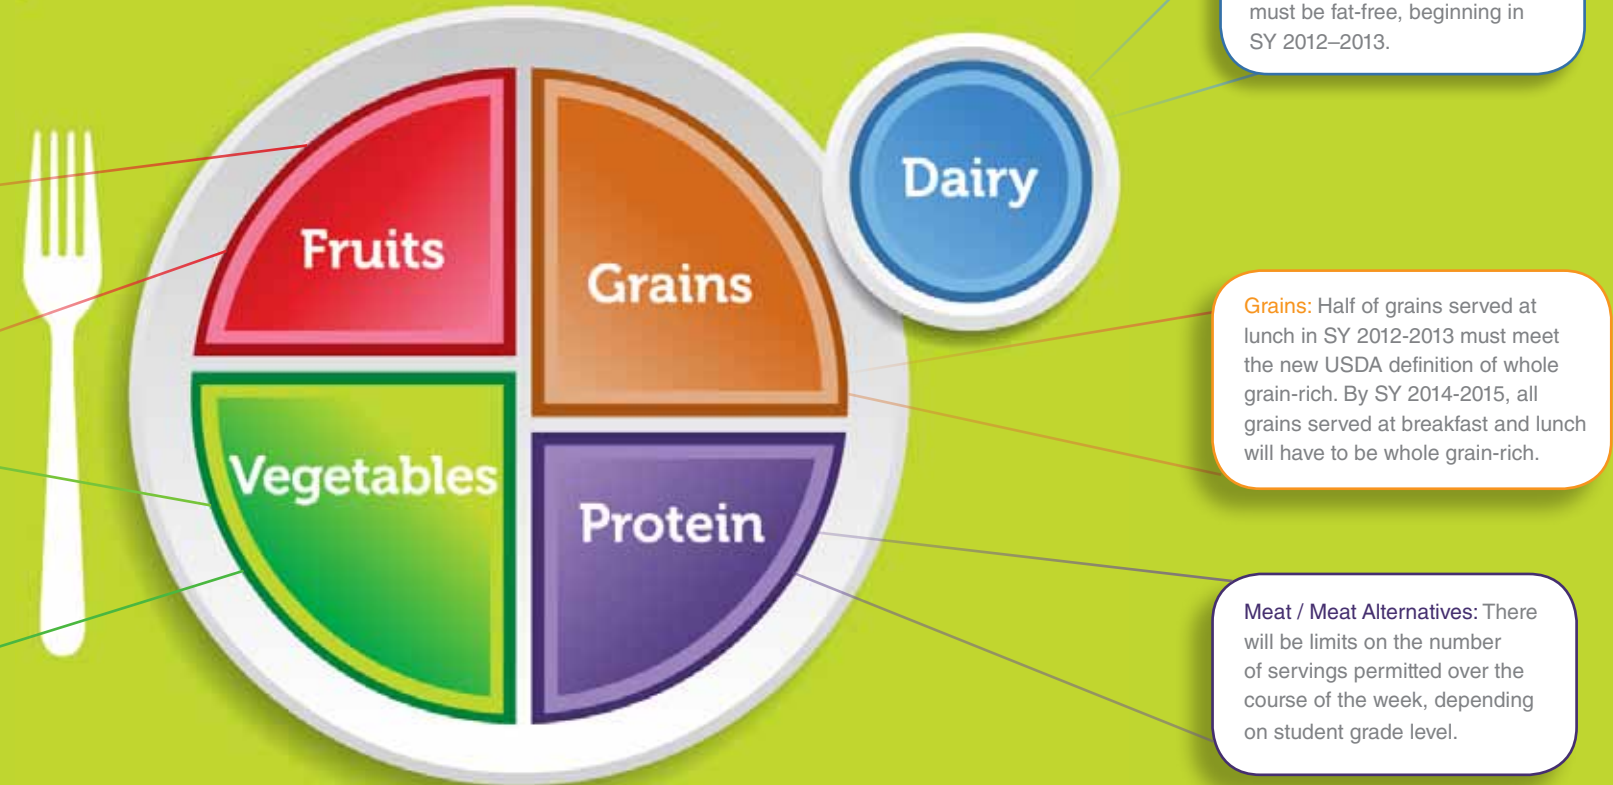 must be fat-free, beginning in
SY 2012–2013.
Fruits
Grains
Dairy
Vegetables
Protein
Grains: Half of grains served at
lunch in SY 2012-2013 must meet
the new USDA definition of whole
grain-rich. By SY 2014-2015, all
grains served at breakfast and lunch
will have to be whole grain-rich.
Meat / Meat Alternatives: There
will be limits on the number
of servings permitted over the
course of the week, depending
on student grade level.